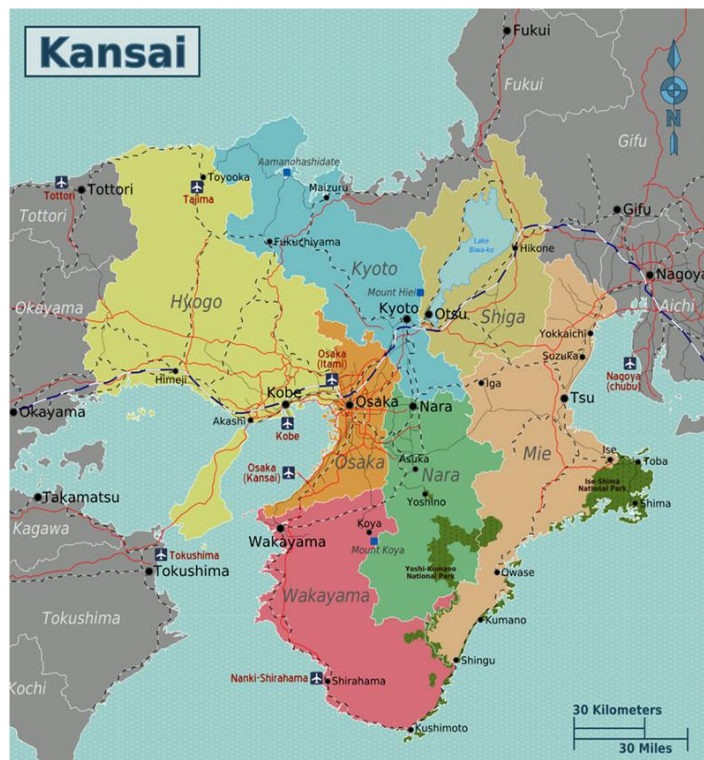 Kansai
Fukui
Fukui
N
Gifu
Aamanohashidate
Toyooka
Maizuru
Tottori
Tottori
Tajima
Tottori
Gifu
Fukuchiyama
Lake
Biwa-ko
Hikone
Kyoto
Nagoya
Mount Hiei
Okayama
Hyogo
Kyoto
Otsu
Shiga
Aichi
Yokkaichi
Osaka
(Itami)
Suzuka
Nagoya
(chubu)
Himeji
Iga
Kobe
Osaka
Nara
Tsu
Okayama
Akashi
Kobe
Osaka
Asuka
Mie
Ise
Toba
Osaka
(Kansai)
Nara
Ise-Shima
National Park
Takamatsu
Yoshino
Shima
Kagawa
Koya
Wakayama
Mount Koya
Tokushima
Tokushima
Yoshi-Kumano
National Park
Owase
Wakayama
Tokushima
Kumano
Shingu
Nanki-Shirahama
Shirahama
Kochi
30 Kilometers
Kushimoto
30 Miles